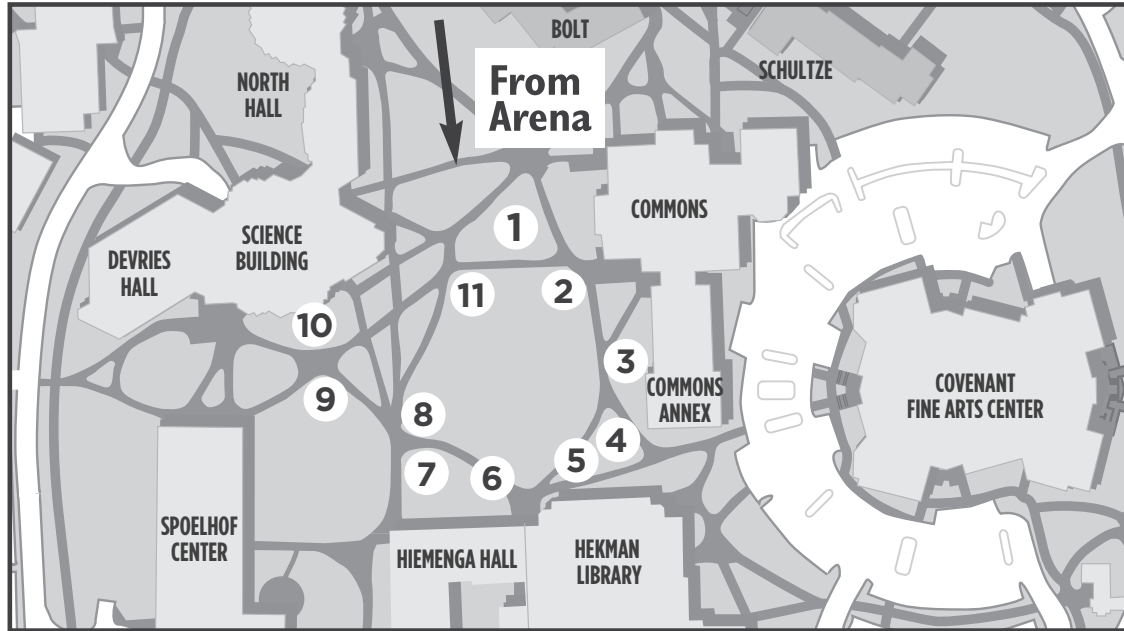 BOLT
From
Arena
NORTH
HALL
SCHULTZE
1
COMMONS
SCIENCE
BUILDING
DEVRIES
HALL
11
2
10
3
COMMONS
ANNEX
COVENANT
FINE ARTS CENTER
9
8
4
5
7
6
SPOELHOF
CENTER
HIEMENGA HALL
HEKMAN
LIBRARY